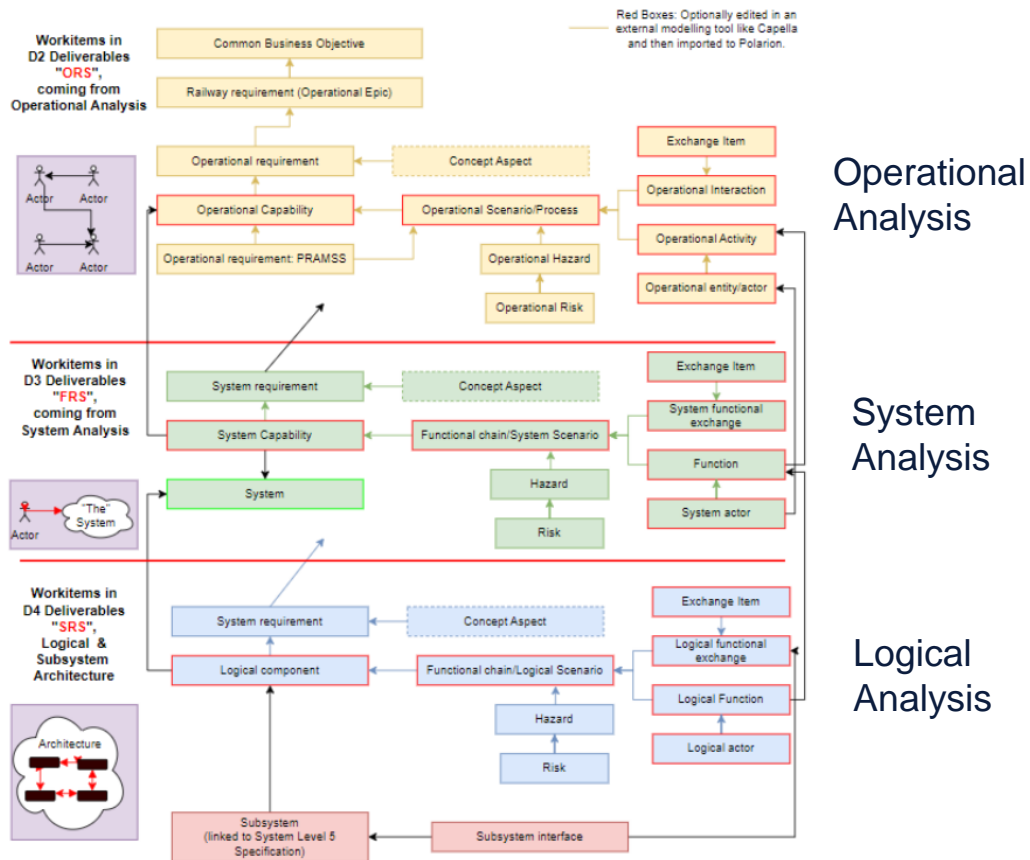 Red Boxes: Optionally edited in an
external modelling tool like Capella
and then imported to Polarion.
Workitems in
D2 Deliverables
"ORS",
coming from
Operational Analysis
Common Business Objective
Railway requirement (Operational Epic)
Operational requirement
Concept Aspect
Exchange Item
Operational Capability
Operational Scenario/Process
Operational Interaction
Operational requirement: PRAMSS
Operational Hazard
Operational Activity
Operational Risk
Operational entity/actor
Actor
Actor
Actor
Actor
Operational
Analysis
Workitems in
D3 Deliverables
"FRS",
coming from
System Analysis
System requirement
Concept Aspect
Exchange Item
System Capability
Functional chain/System Scenario
System functional
exchange
System
Hazard
Function
Risk
System actor
"The"
System
Actor
System
Analysis
Workitems in
D4 Deliverables
"SRS",
Logical &
Subsystem
Architecture
System requirement
Concept Aspect
Exchange Item
Logical component
Functional chain/Logical Scenario
Logical functional
exchange
Hazard
Logical Function
Risk
Logical actor
Architecture
Logical
Analysis
Subsystem
(linked to System Level 5
Specification)
Subsystem interface